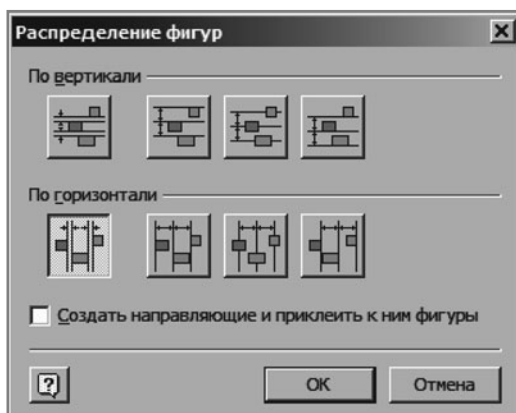 Распределение фигур
По вертикали
По горизонтали
Создать направляющие и приклеить к ним фигуры
?
ОК
Отмена